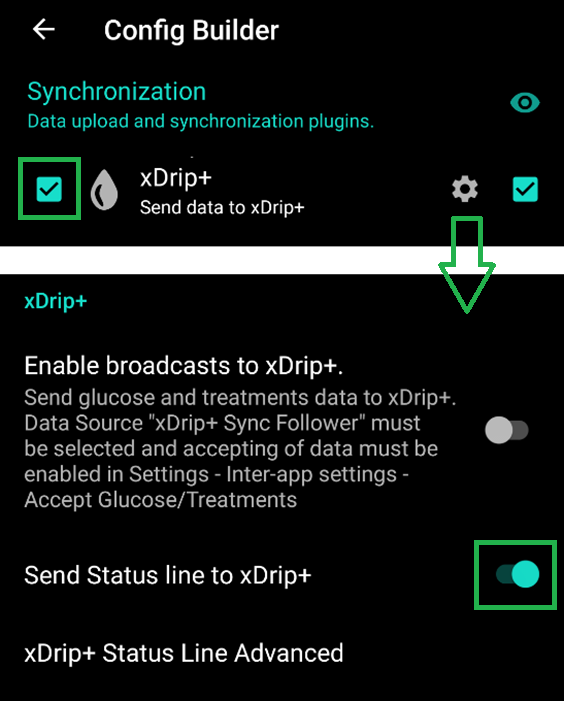 Config Builder
Synchronization
Data upload and synchronization plugins.
xDrip+
Send data to xDrip+
xDrip+
Enable broadcasts to xDrip+.
Send glucose and treatments data to xDrip+.
Data Source "xDrip+ Sync Follower" must
be selected and accepting of data must be
enabled in Settings - Inter-app settings -
Accept Glucose/Treatments
Send Status line to xDrip+
xDrip+ Status Line Advanced